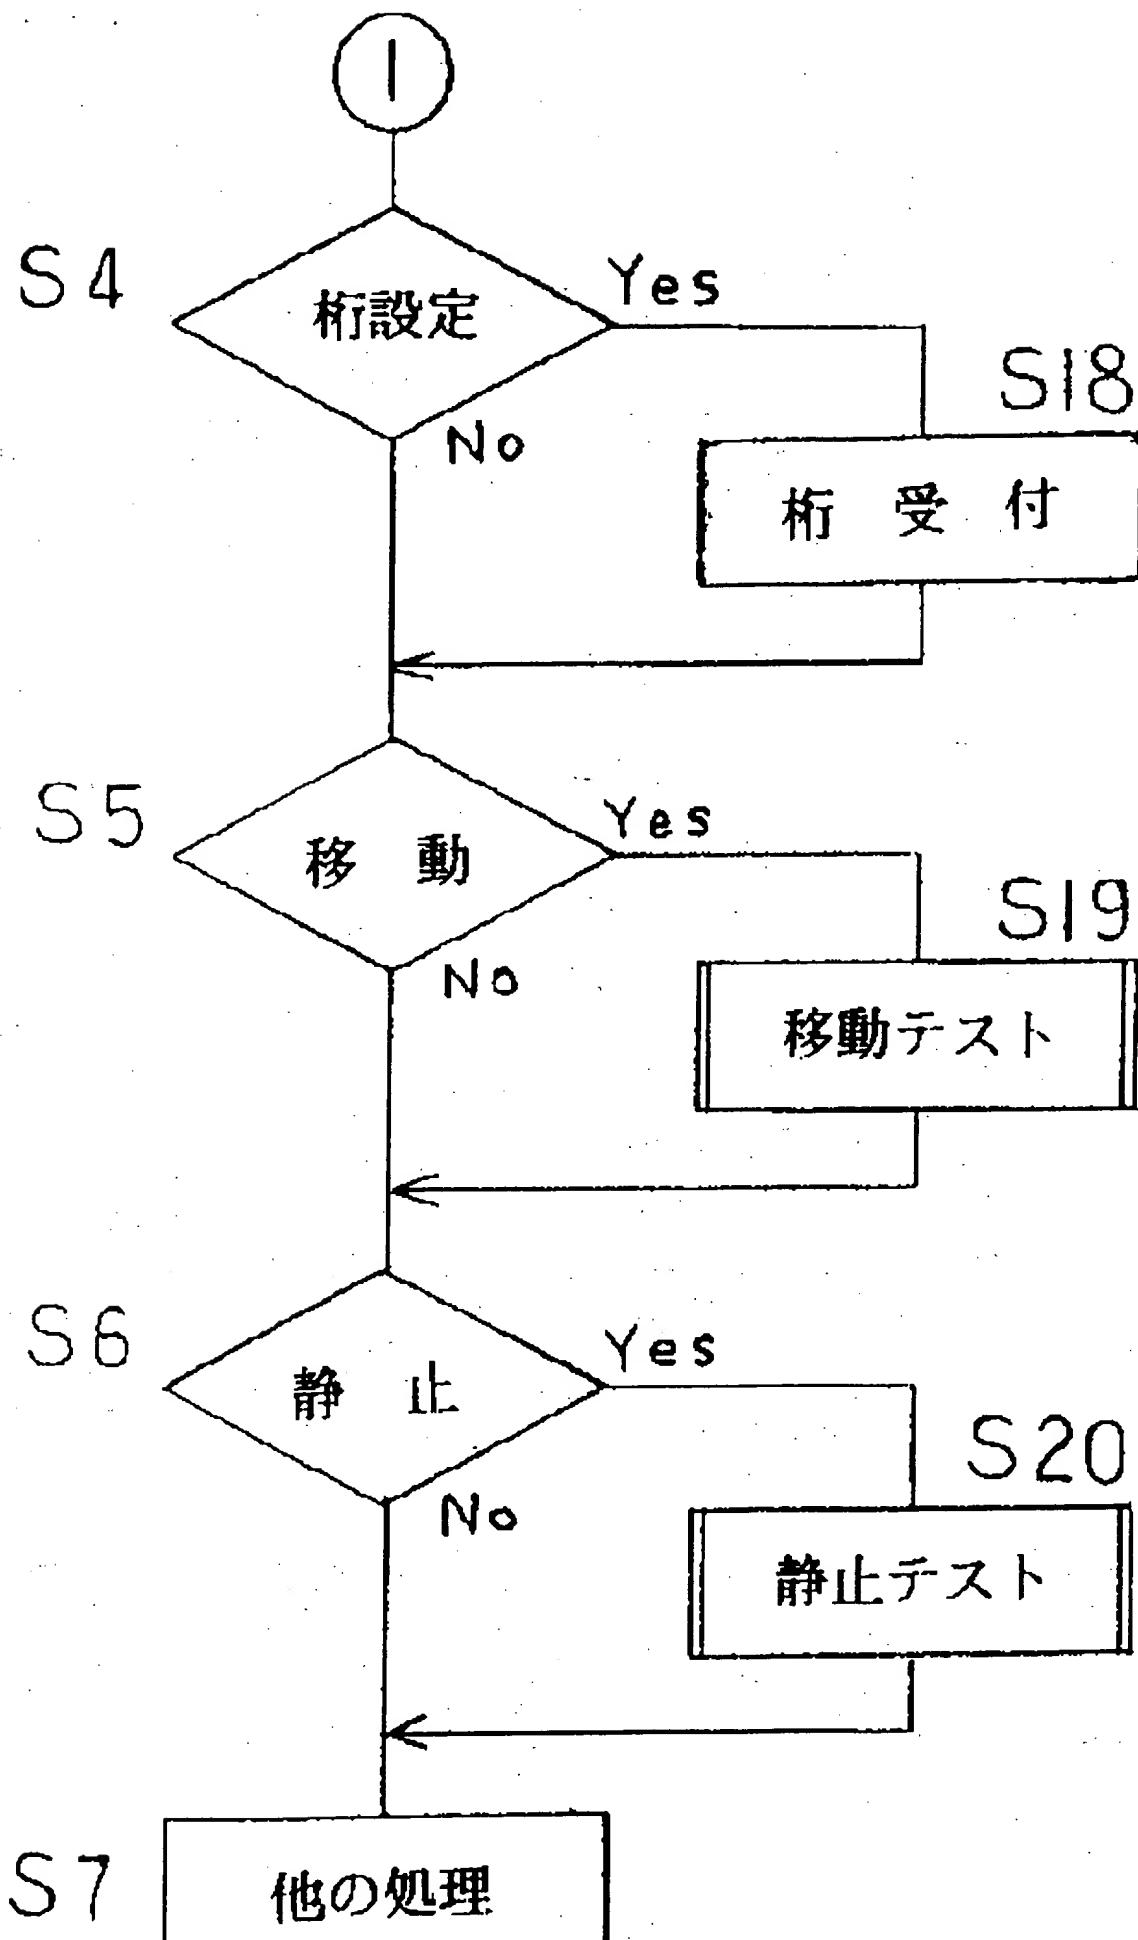 1
S4
桁設定
Yes
No
S18
桁 受 付
S5
移 動
Yes
No
S19
移動テスト
S6
静 止
Yes
No
S20
静止テスト
S7
他の処理